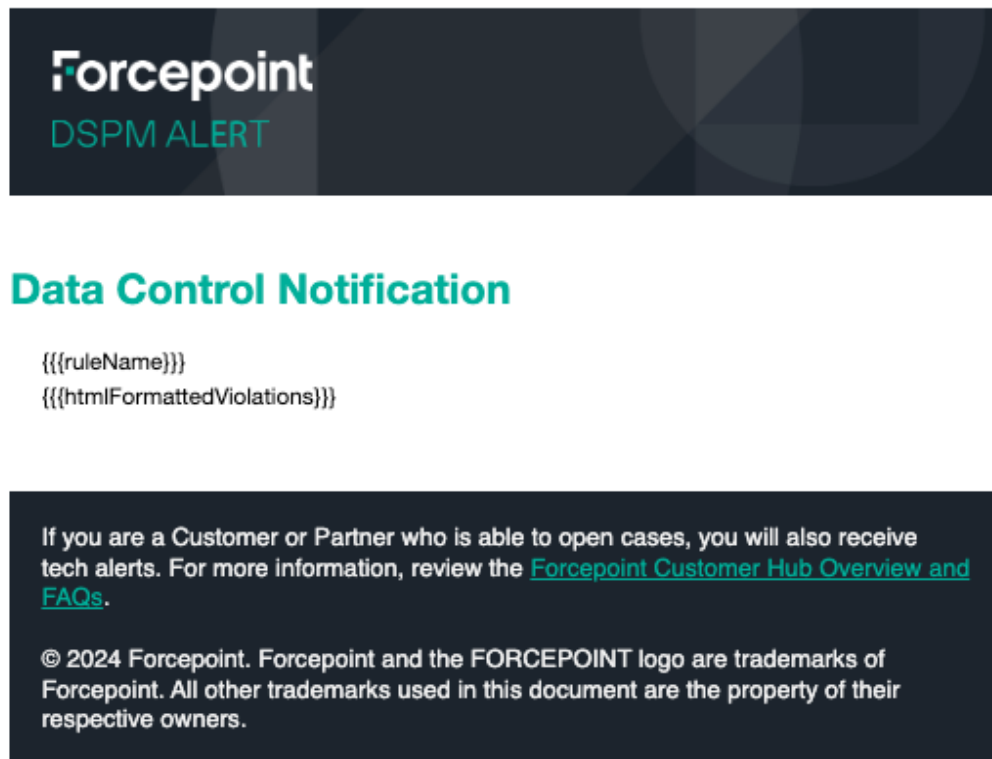 Forcepoint
DSPM ALERT
Data Control Notification
{{{ruleName}}}
{{{htmlFormattedViolations}}}
If you are a Customer or Partner who is able to open cases, you will also receive
tech alerts. For more information, review the Forcepoint Customer Hub Overview and
FAQs.
© 2024 Forcepoint. Forcepoint and the FORCEPOINT logo are trademarks of
Forcepoint. All other trademarks used in this document are the property of their
respective owners.